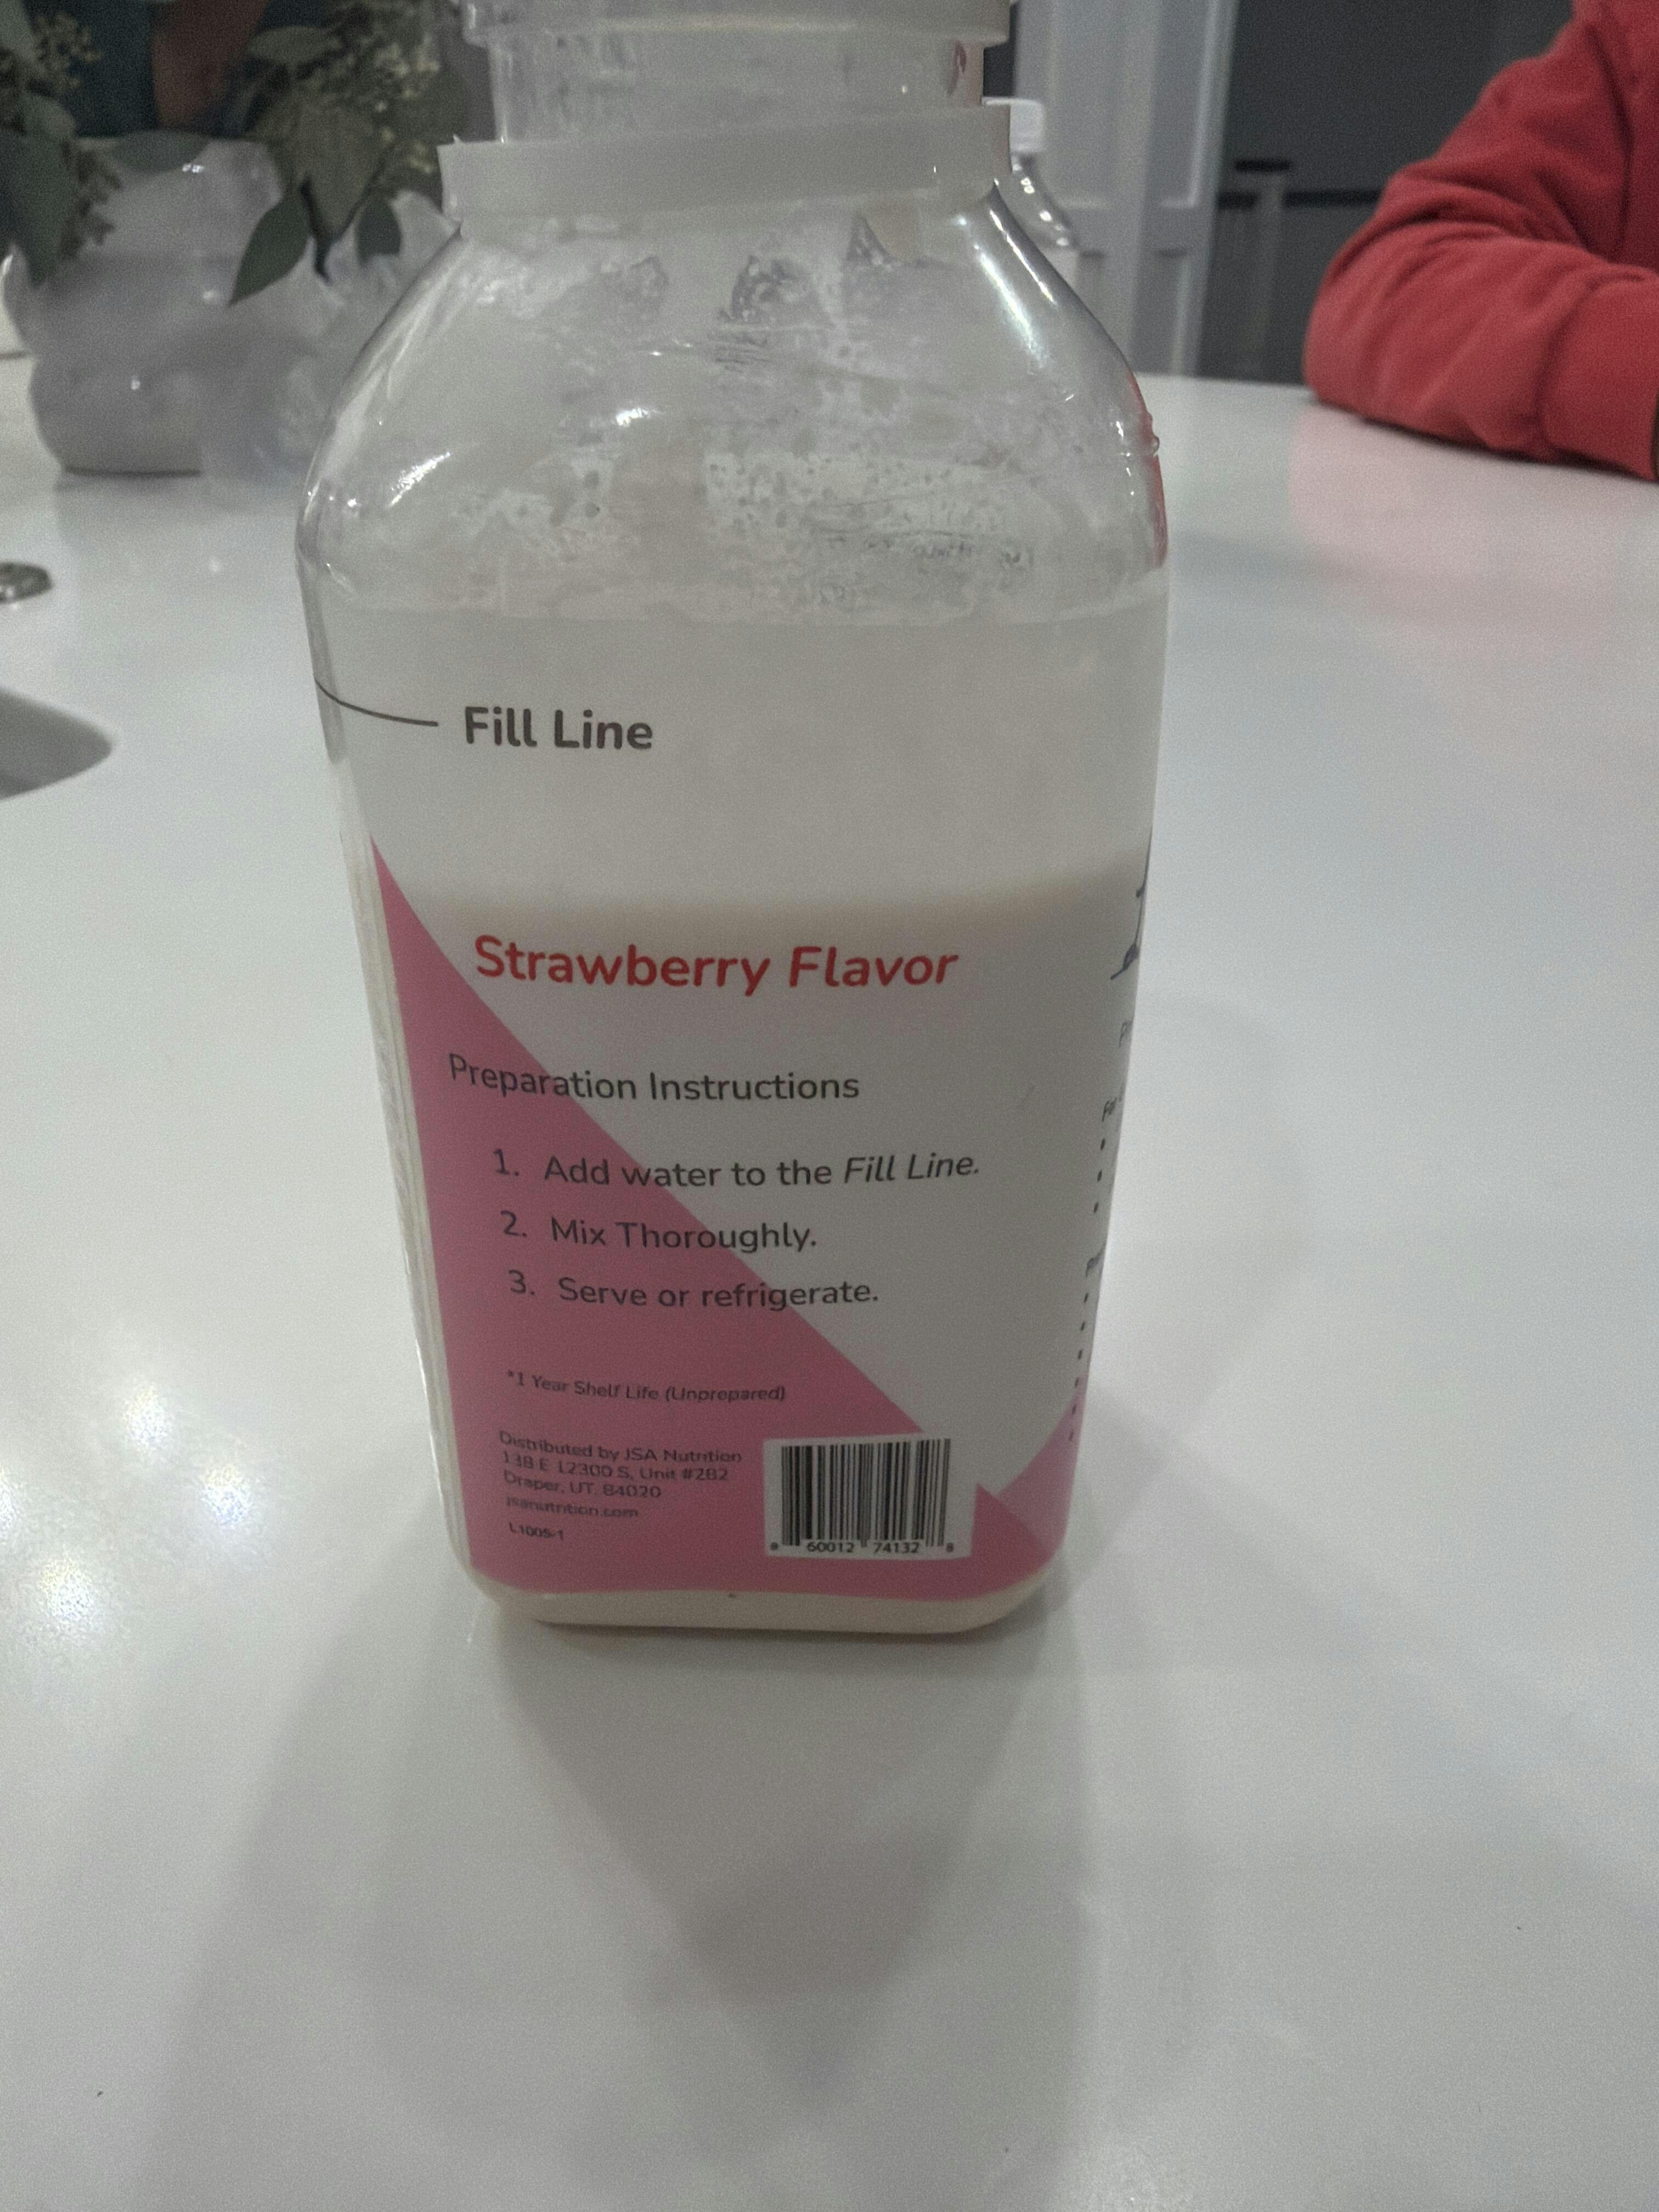 Fill Line
Strawberry Flavor
Preparation Instructions
1. Add water to the Fill Line.
2. Mix Thoroughly.
3. Serve or refrigerate.
*1 Year Shelf Life (Unprepared)
Distributed by JSA Nutrition
138 E 12300 S, Unit #282
Draper, UT. 84020
jsanutrition.com
L1005-1
8 60012 74132 8